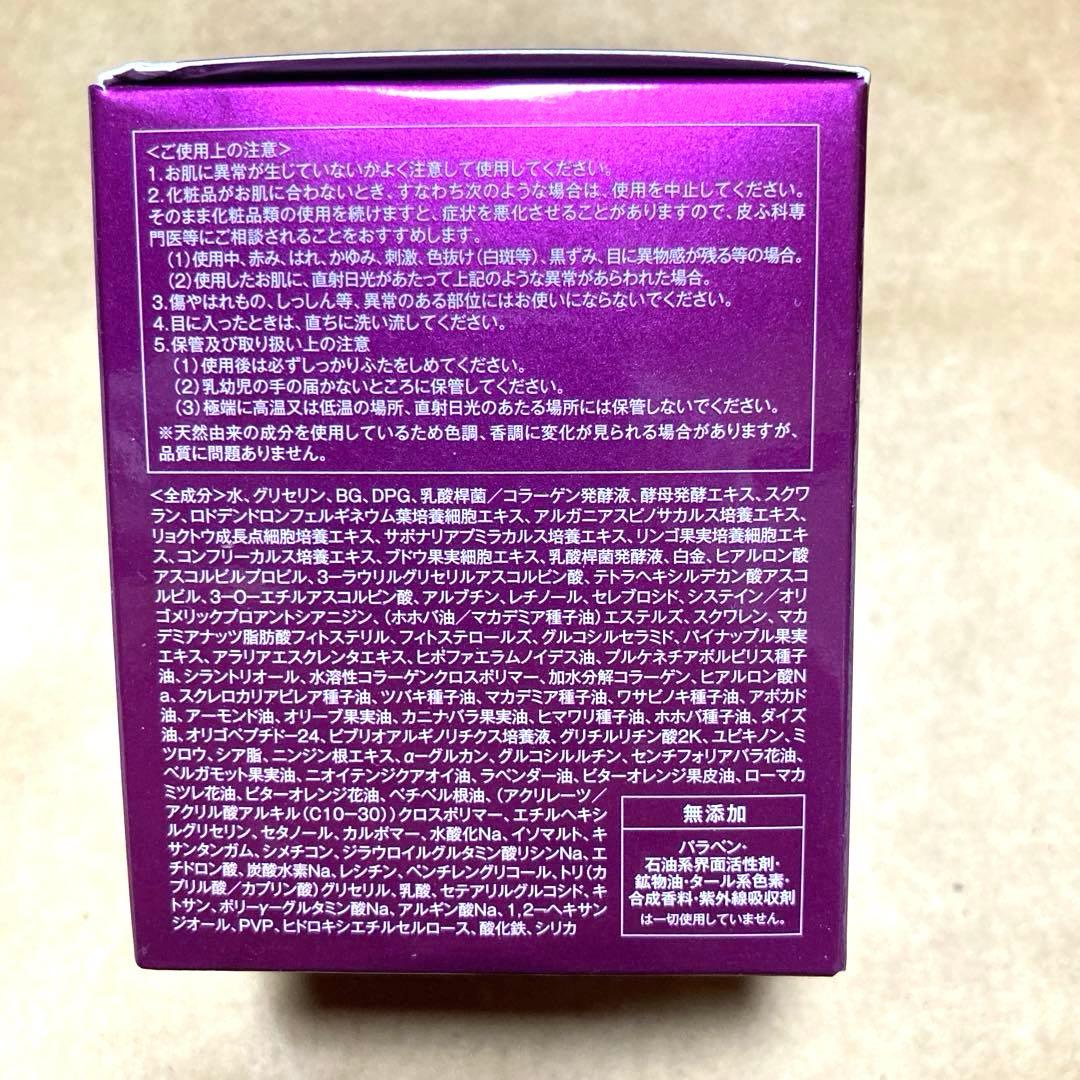 <ご使用上の注意>
1.お肌に異常が生じていないかよく注意して使用してください。
2.化粧品がお肌に合わないとき、すなわち次のような場合は、使用を中止してください。
そのまま化粧品類の使用を続けますと、症状を悪化させることがありますので、皮ふ科専
門医等にご相談されることをおすすめします。
(1)使用中、赤み、はれ、かゆみ、刺激、色抜け(白斑等)、黒ずみ、目に異物感が残る等の場合。
(2)使用したお肌に、直射日光があたって上記のような異常があらわれた場合。
3.傷やはれもの、しっしん等、異常のある部位にはお使いにならないでください。
4.目に入ったときは、直ちに洗い流してください。
5.保管及び取り扱い上の注意
(1)使用後は必ずしっかりふたをしめてください。
(2)乳幼児の手の届かないところに保管してください。
(3)極端に高温又は低温の場所、直射日光のあたる場所には保管しないでください。
※天然由来の成分を使用しているため色調、香調に変化が見られる場合がありますが、
品質に問題ありません。
<全成分>水、グリセリン、BG、DPG、乳酸桿菌/コラーゲン発酵液、酵母発酵エキス、スクワ
ラン、ロドデンドロンフェルギネウム葉培養細胞エキス、アルガニアスピノサカルス培養エキス、
リョクトウ成長点細胞培養エキス、サポナリアプミラカルス培養エキス、リンゴ果実培養細胞エキ
ス、コンフリーカルス培養エキス、ブドウ果実細胞エキス、乳酸桿菌発酵液、白金、ヒアルロン酸
アスコルビルプロピル、3-ラウリルグリセリルアスコルビン酸、テトラヘキシルデカン酸アスコ
ルビル、3-O-エチルアスコルビン酸、アルブチン、レチノール、セレブロシド、システイン/オリ
ゴメリックプロアントシアニジン、(ホホバ油/マカデミア種子油)エステルズ、スクワレン、マカ
デミアナッツ脂肪酸フィトステリル、フィトステロールズ、グルコシルセラミド、パイナップル果実
エキス、アラリアエスクレンタエキス、ヒポファエラムノイデス油、プルケネチアボルビリス種子
油、シラントリオール、水溶性コラーゲンクロスポリマー、加水分解コラーゲン、ヒアルロン酸N
a、スクレロカリアビレア種子油、ツバキ種子油、マカデミア種子油、ワサビノキ種子油、アボカド
油、アーモンド油、オリーブ果実油、カニナバラ果実油、ヒマワリ種子油、ホホバ種子油、ダイズ
油、オリゴペプチド-24、ビブリオアルギノリチクス培養液、グリチルリチン酸2K、ユビキノン、ミ
ツロウ、シア脂、ニンジン根エキス、α-グルカン、グルコシルルチン、センチフォリアバラ花油、
ベルガモット果実油、ニオイテンジクアオイ油、ラベンダー油、ビターオレンジ果皮油、ローマカ
ミツレ花油、ビターオレンジ花油、ベチベル根油、(アクリレーツ/
アクリル酸アルキル(C10-30))クロスポリマー、エチルヘキシ
ルグリセリン、セタノール、カルボマー、水酸化Na、イソマルト、キ
サンタンガム、シメチコン、ジラウロイルグルタミン酸リシンNa、エ
チドロン酸、炭酸水素Na、レシチン、ペンチレングリコール、トリ(カ
プリル酸/カプリン酸)グリセリル、乳酸、セテアリルグルコシド、キ
トサン、ポリ-γ-グルタミン酸Na、アルギン酸Na、1,2-ヘキサン
ジオール、PVP、ヒドロキシエチルセルロース、酸化鉄、シリカ
無添加
パラベン・
石油系界面活性剤・
鉱物油・タール系色素・
合成香料・紫外線吸収剤
は一切使用していません。